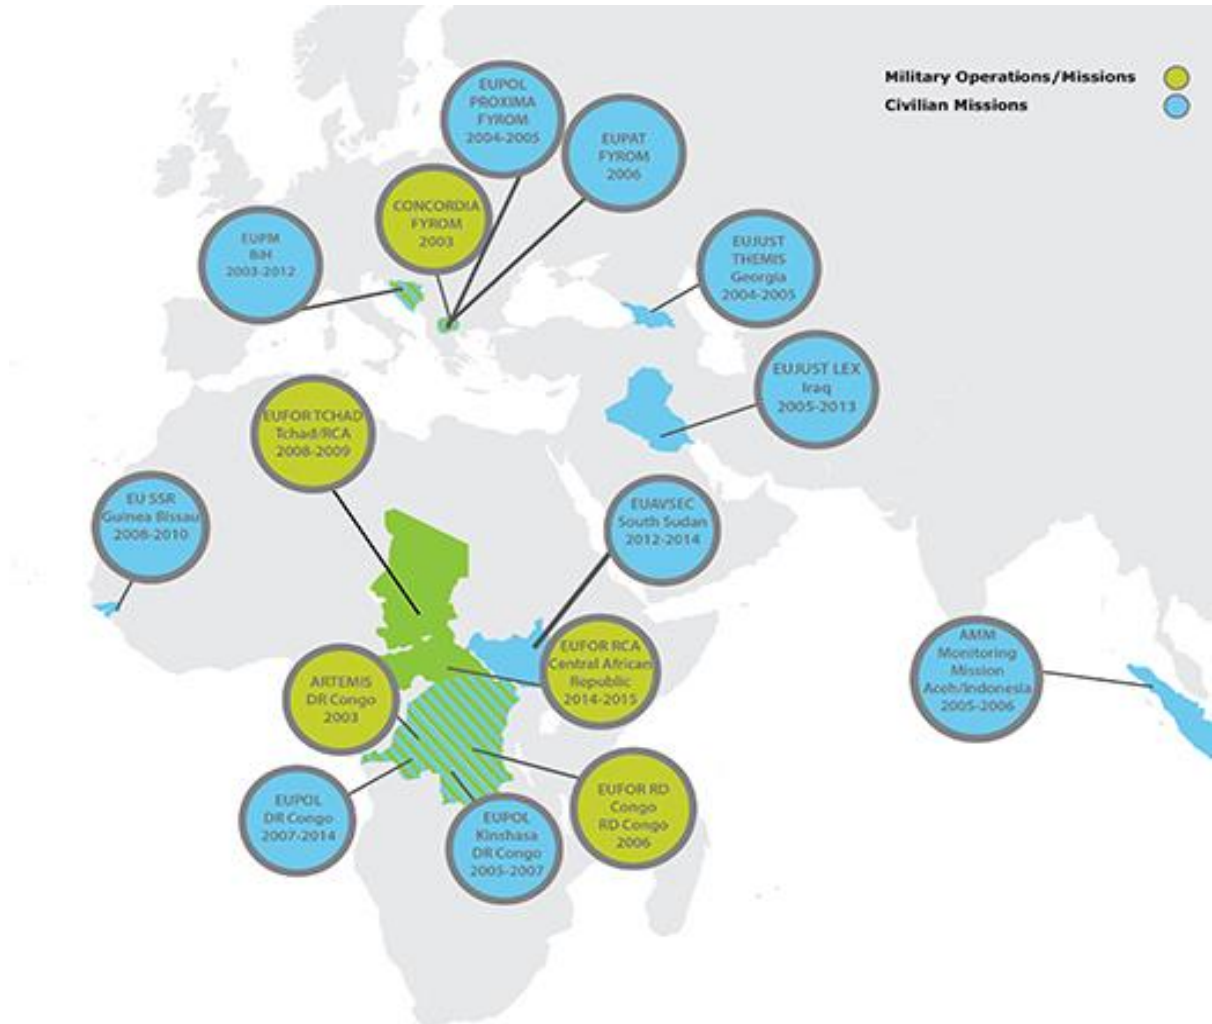 Military Operations/Missions
Civilian Missions
EUPOL
PROXIMA
FYROM
2004-2005
EUPAT
FYROM
2006
CONCORDIA
FYROM
2003
EUPM
BiH
2003-2012
EUJUST
THEMIS
Georgia
2004-2005
EUJUST LEX
Iraq
2005-2013
EUFOR TCHAD
Tchad/RCA
2008-2009
EU SSR
Guinea Bissau
2008-2010
EUAVSEC
South Sudan
2012-2014
EUFOR RCA
Central African
Republic
2014-2015
AMM
Monitoring
Mission
Aceh/Indonesia
2005-2006
ARTEMIS
DR Congo
2003
EUPOL
DR Congo
2007-2014
EUPOL
Kinshasa
DR Congo
2005-2007
EUFOR RD
Congo
RD Congo
2006